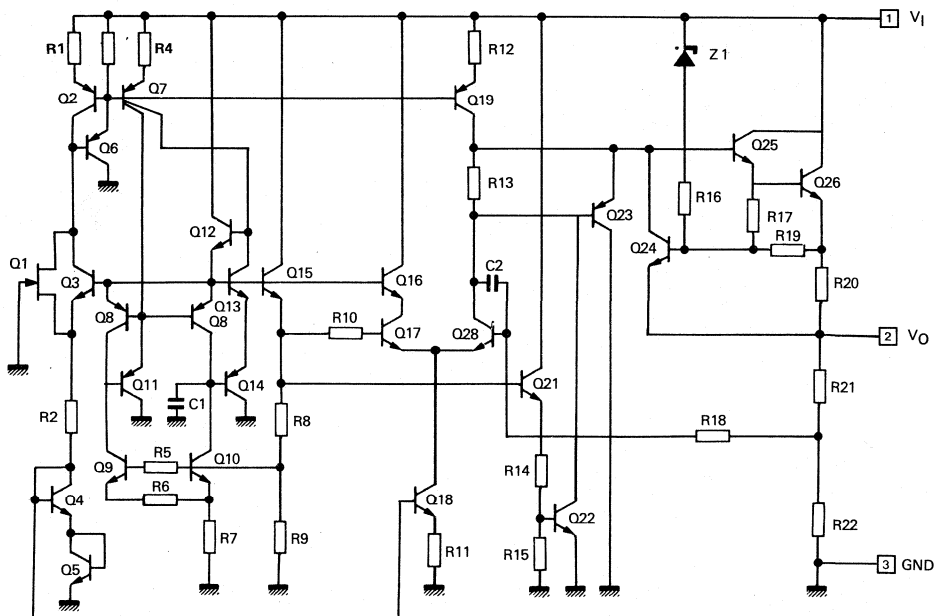 1 VI
R1
R4
R12
Z1
Q2
Q7
Q19
Q6
Q25
R13
Q26
R16
R17
Q12
Q23
Q24
R19
Q1
Q3
Q13
Q15
Q16
C2
R20
Q8
Q8
R10
Q17
Q28
2 VO
Q11
C1
Q14
Q21
R21
R2
R8
R18
Q9
R5
Q10
R14
R6
Q4
Q18
Q22
R22
R7
R9
R11
R15
Q5
3 GND